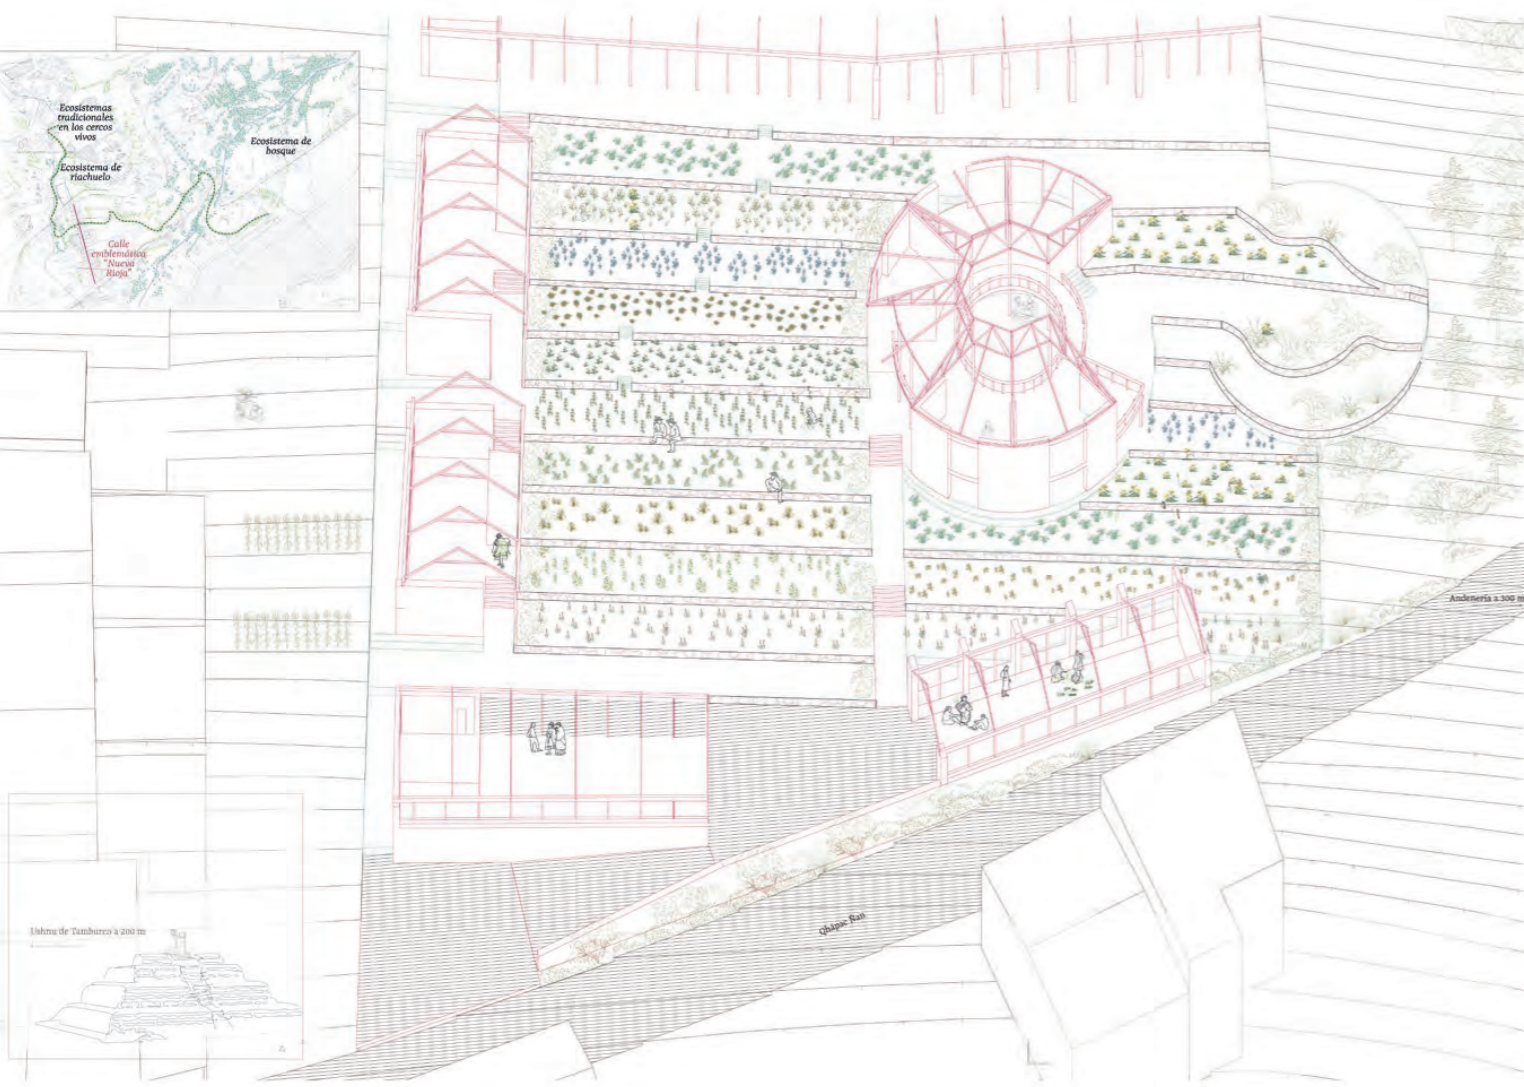 Ecosistemas
tradicionales
en los cercos
vivos
Ecosistema de
bosque
Ecosistema de
riachuelo
Calle
emblemática
"Nueva
Rioja"
Andenería a 300 m
Ushnu de Tamburco a 200 m
Qhapac Ñan